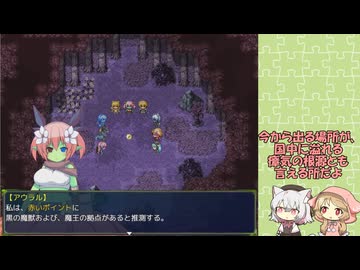 今から出る場所が、
国中に溢れる
瘴気の根源とも
言える所だよ
【アウラル】
私は、赤いポイントに
黒の魔獣および、魔王の拠点があると推測する。